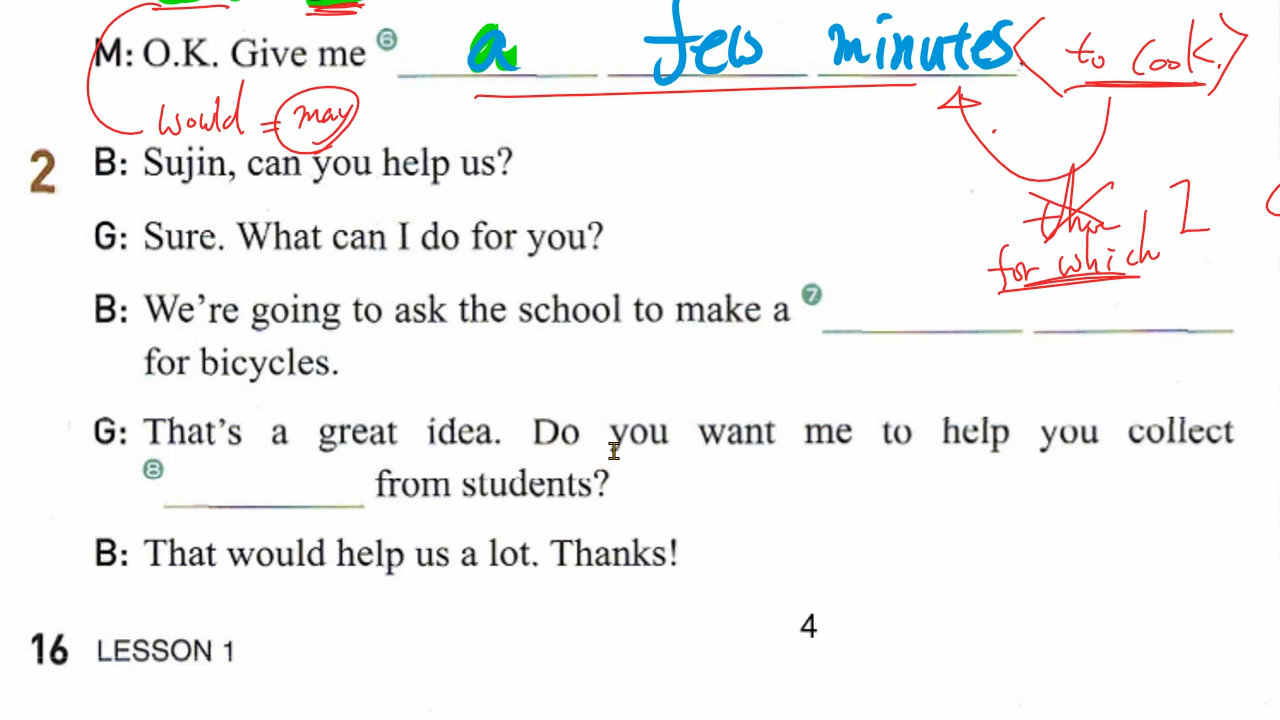 M: O.K. Give me ⑥ a few minutes. < to cook. >
would = may
2 B: Sujin, can you help us?
G: Sure. What can I do for you?
for which I
B: We're going to ask the school to make a ⑦ ____ ____
for bicycles.
G: That's a great idea. Do you want me to help you collect
⑧ ____ from students?
B: That would help us a lot. Thanks!
4
16 LESSON 1